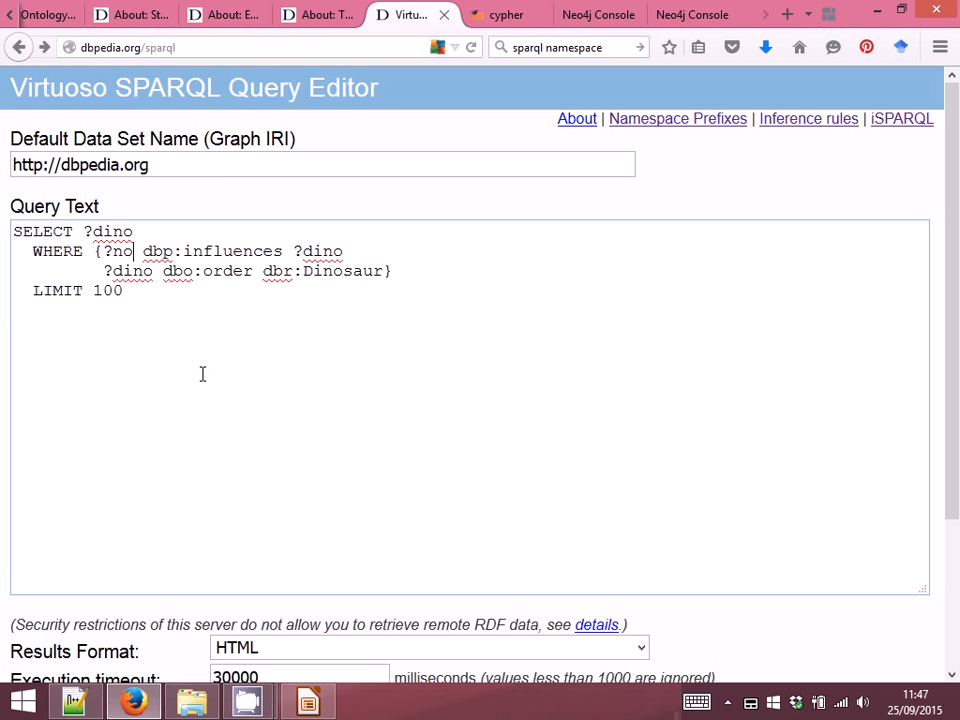 Ontology...
About: St...
About: E...
About: T...
Virtu...
cypher
Neo4j Console
Neo4j Console
dbpedia.org/sparql
sparql namespace
Virtuoso SPARQL Query Editor
About | Namespace Prefixes | Inference rules | iSPARQL
Default Data Set Name (Graph IRI)
http://dbpedia.org
Query Text
SELECT ?dino
WHERE {?no dbp:influences ?dino
?dino dbo:order dbr:Dinosaur}
LIMIT 100
(Security restrictions of this server do not allow you to retrieve remote RDF data, see details.)
Results Format:
HTML
Execution timeout:
30000
milliseconds (values less than 1000 are ignored)
11:47
25/09/2015